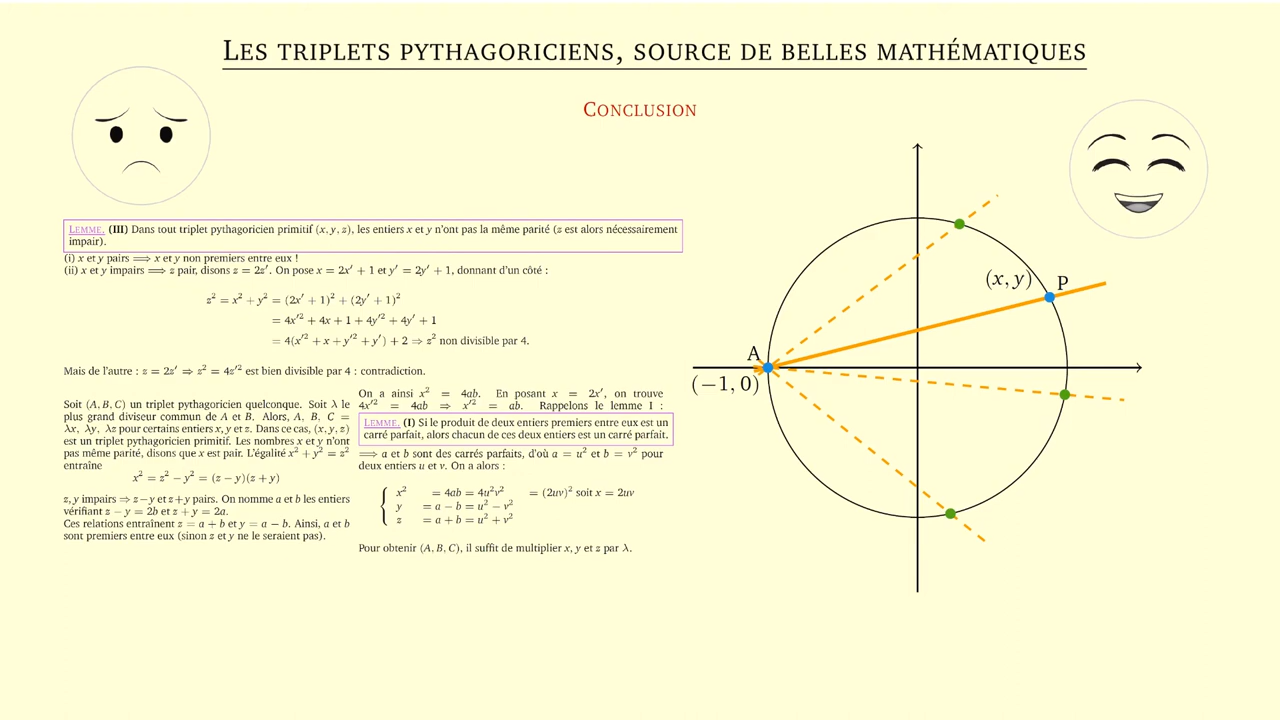 LES TRIPLETS PYTHAGORICIENS, SOURCE DE BELLES MATHÉMATIQUES
CONCLUSION
LEMME. (III) Dans tout triplet pythagoricien primitif (x, y, z), les entiers x et y n'ont pas la même parité (z est alors nécessairement
impair).
(i) x et y pairs ⟹ x et y non premiers entre eux !
(ii) x et y impairs ⟹ z pair, disons z = 2z′. On pose x = 2x′ + 1 et y′ = 2y′ + 1, donnant d'un côté :
z² = x² + y² = (2x′ + 1)² + (2y′ + 1)²
= 4x′² + 4x + 1 + 4y′² + 4y′ + 1
= 4(x′² + x + y′² + y′) + 2 ⇒ z² non divisible par 4.
Mais de l'autre : z = 2z′ ⇒ z² = 4z′² est bien divisible par 4 : contradiction.
Soit (A, B, C) un triplet pythagoricien quelconque. Soit λ le
plus grand diviseur commun de A et B. Alors, A, B, C =
λx, λy, λz pour certains entiers x, y et z. Dans ce cas, (x, y, z)
est un triplet pythagoricien primitif. Les nombres x et y n'ont
pas même parité, disons que x est pair. L'égalité x² + y² = z²
entraîne
x² = z² − y² = (z − y)(z + y)
z, y impairs ⇒ z − y et z + y pairs. On nomme a et b les entiers
vérifiant z − y = 2b et z + y = 2a.
Ces relations entraînent z = a + b et y = a − b. Ainsi, a et b
sont premiers entre eux (sinon z et y ne le seraient pas).
On a ainsi x² = 4ab. En posant x = 2x′, on trouve
4x′² = 4ab ⇒ x′² = ab. Rappelons le lemme I :
LEMME. (I) Si le produit de deux entiers premiers entre eux est un
carré parfait, alors chacun de ces deux entiers est un carré parfait.
⟹ a et b sont des carrés parfaits, d'où a = u² et b = v² pour
deux entiers u et v. On a alors :
x² = 4ab = 4u²v² = (2uv)² soit x = 2uv
y = a − b = u² − v²
z = a + b = u² + v²
Pour obtenir (A, B, C), il suffit de multiplier x, y et z par λ.
(x, y) P
A
(−1, 0)